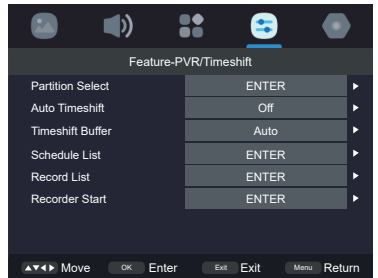 Feature-PVR/Timeshift
Partition Select ENTER
Auto Timeshift Off
Timeshift Buffer Auto
Schedule List ENTER
Record List ENTER
Recorder Start ENTER
Move OK Enter Exit Exit Menu Return